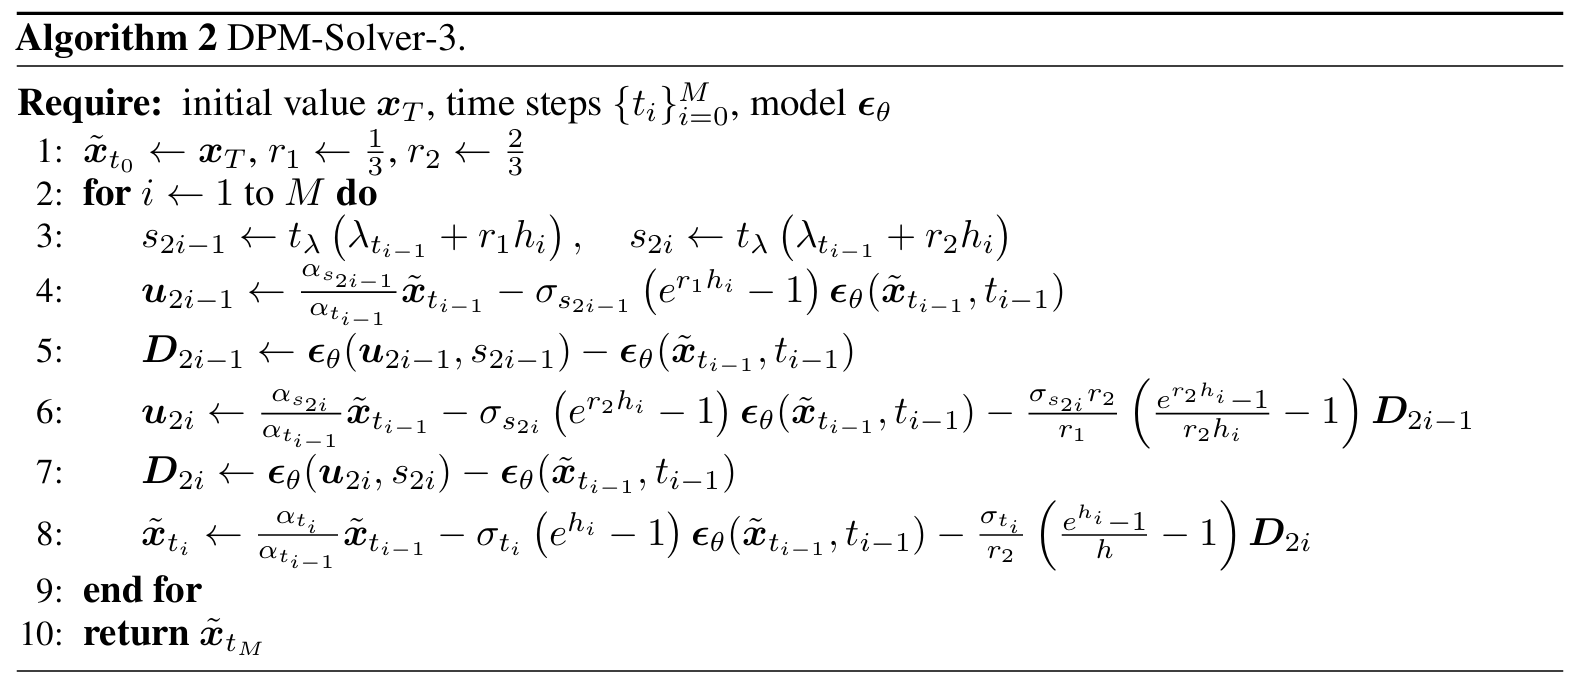 Algorithm 2 DPM-Solver-3.
Require: initial value $\boldsymbol{x}_T$, time steps $\{t_i\}_{i=0}^M$, model $\boldsymbol{\epsilon}_\theta$
1: $\tilde{\boldsymbol{x}}_{t_0} \leftarrow \boldsymbol{x}_T$, $r_1 \leftarrow \frac{1}{3}$, $r_2 \leftarrow \frac{2}{3}$
2: for $i \leftarrow 1$ to $M$ do
3: $s_{2i-1} \leftarrow t_\lambda \left(\lambda_{t_{i-1}} + r_1 h_i\right), \quad s_{2i} \leftarrow t_\lambda \left(\lambda_{t_{i-1}} + r_2 h_i\right)$
4: $\boldsymbol{u}_{2i-1} \leftarrow \frac{\alpha_{s_{2i-1}}}{\alpha_{t_{i-1}}} \tilde{\boldsymbol{x}}_{t_{i-1}} - \sigma_{s_{2i-1}} \left(e^{r_1 h_i} - 1\right) \boldsymbol{\epsilon}_\theta(\tilde{\boldsymbol{x}}_{t_{i-1}}, t_{i-1})$
5: $\boldsymbol{D}_{2i-1} \leftarrow \boldsymbol{\epsilon}_\theta(\boldsymbol{u}_{2i-1}, s_{2i-1}) - \boldsymbol{\epsilon}_\theta(\tilde{\boldsymbol{x}}_{t_{i-1}}, t_{i-1})$
6: $\boldsymbol{u}_{2i} \leftarrow \frac{\alpha_{s_{2i}}}{\alpha_{t_{i-1}}} \tilde{\boldsymbol{x}}_{t_{i-1}} - \sigma_{s_{2i}} \left(e^{r_2 h_i} - 1\right) \boldsymbol{\epsilon}_\theta(\tilde{\boldsymbol{x}}_{t_{i-1}}, t_{i-1}) - \frac{\sigma_{s_{2i}} r_2}{r_1} \left(\frac{e^{r_2 h_i} - 1}{r_2 h_i} - 1\right) \boldsymbol{D}_{2i-1}$
7: $\boldsymbol{D}_{2i} \leftarrow \boldsymbol{\epsilon}_\theta(\boldsymbol{u}_{2i}, s_{2i}) - \boldsymbol{\epsilon}_\theta(\tilde{\boldsymbol{x}}_{t_{i-1}}, t_{i-1})$
8: $\tilde{\boldsymbol{x}}_{t_i} \leftarrow \frac{\alpha_{t_i}}{\alpha_{t_{i-1}}} \tilde{\boldsymbol{x}}_{t_{i-1}} - \sigma_{t_i} \left(e^{h_i} - 1\right) \boldsymbol{\epsilon}_\theta(\tilde{\boldsymbol{x}}_{t_{i-1}}, t_{i-1}) - \frac{\sigma_{t_i}}{r_2} \left(\frac{e^{h_i} - 1}{h} - 1\right) \boldsymbol{D}_{2i}$
9: end for
10: return $\tilde{\boldsymbol{x}}_{t_M}$